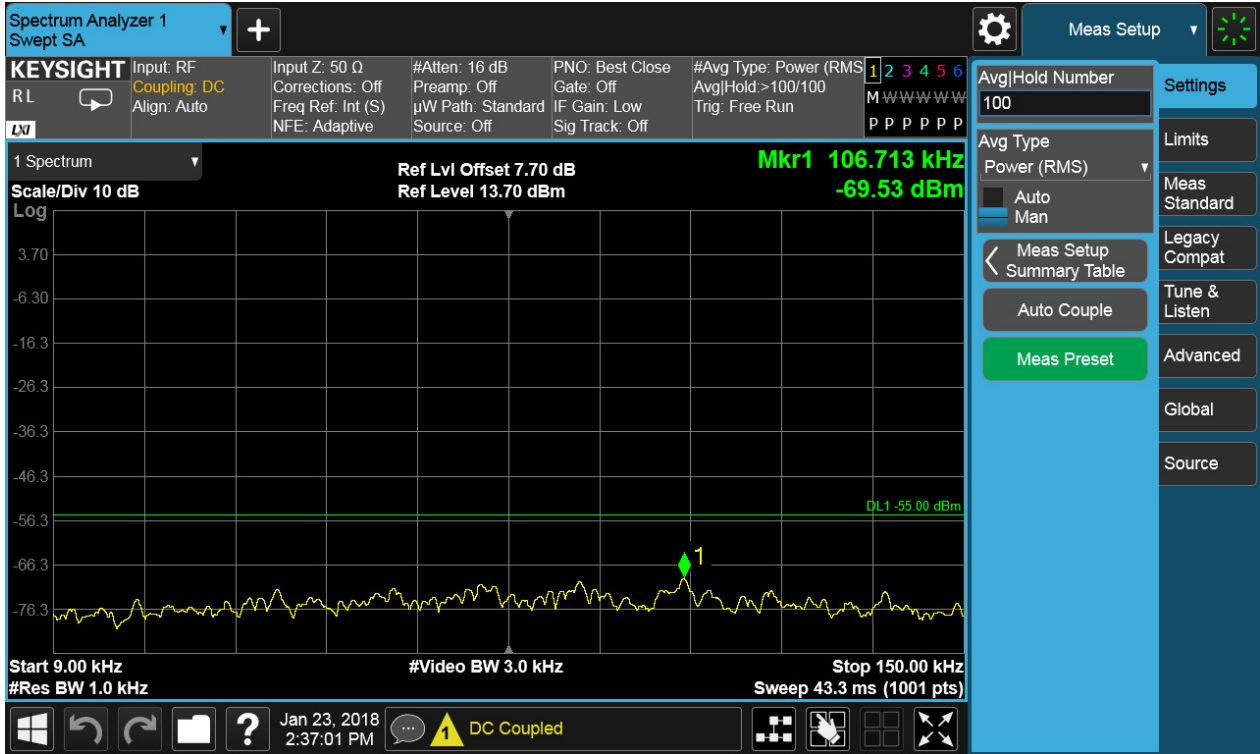 Spectrum Analyzer 1
Swept SA
+
Meas Setup
KEYSIGHT
RL
LXI
Input: RF
Coupling: DC
Align: Auto
Input Z: 50 Ω
Corrections: Off
Freq Ref: Int (S)
NFE: Adaptive
#Atten: 16 dB
Preamp: Off
µW Path: Standard
Source: Off
PNO: Best Close
Gate: Off
IF Gain: Low
Sig Track: Off
#Avg Type: Power (RMS
Avg|Hold:>100/100
Trig: Free Run
1 2 3 4 5 6
M W W W W W
P P P P P P
1 Spectrum
Scale/Div 10 dB
Ref Lvl Offset 7.70 dB
Ref Level 13.70 dBm
Mkr1 106.713 kHz
-69.53 dBm
Log
3.70
-6.30
-16.3
-26.3
-36.3
-46.3
DL1 -55.00 dBm
-56.3
1
-66.3
-76.3
Start 9.00 kHz
#Video BW 3.0 kHz
Stop 150.00 kHz
#Res BW 1.0 kHz
Sweep 43.3 ms (1001 pts)
Avg|Hold Number
100
Avg Type
Power (RMS)
Auto
Man
Meas Setup
Summary Table
Auto Couple
Meas Preset
Settings
Limits
Meas
Standard
Legacy
Compat
Tune &
Listen
Advanced
Global
Source
?
Jan 23, 2018
2:37:01 PM
1
DC Coupled